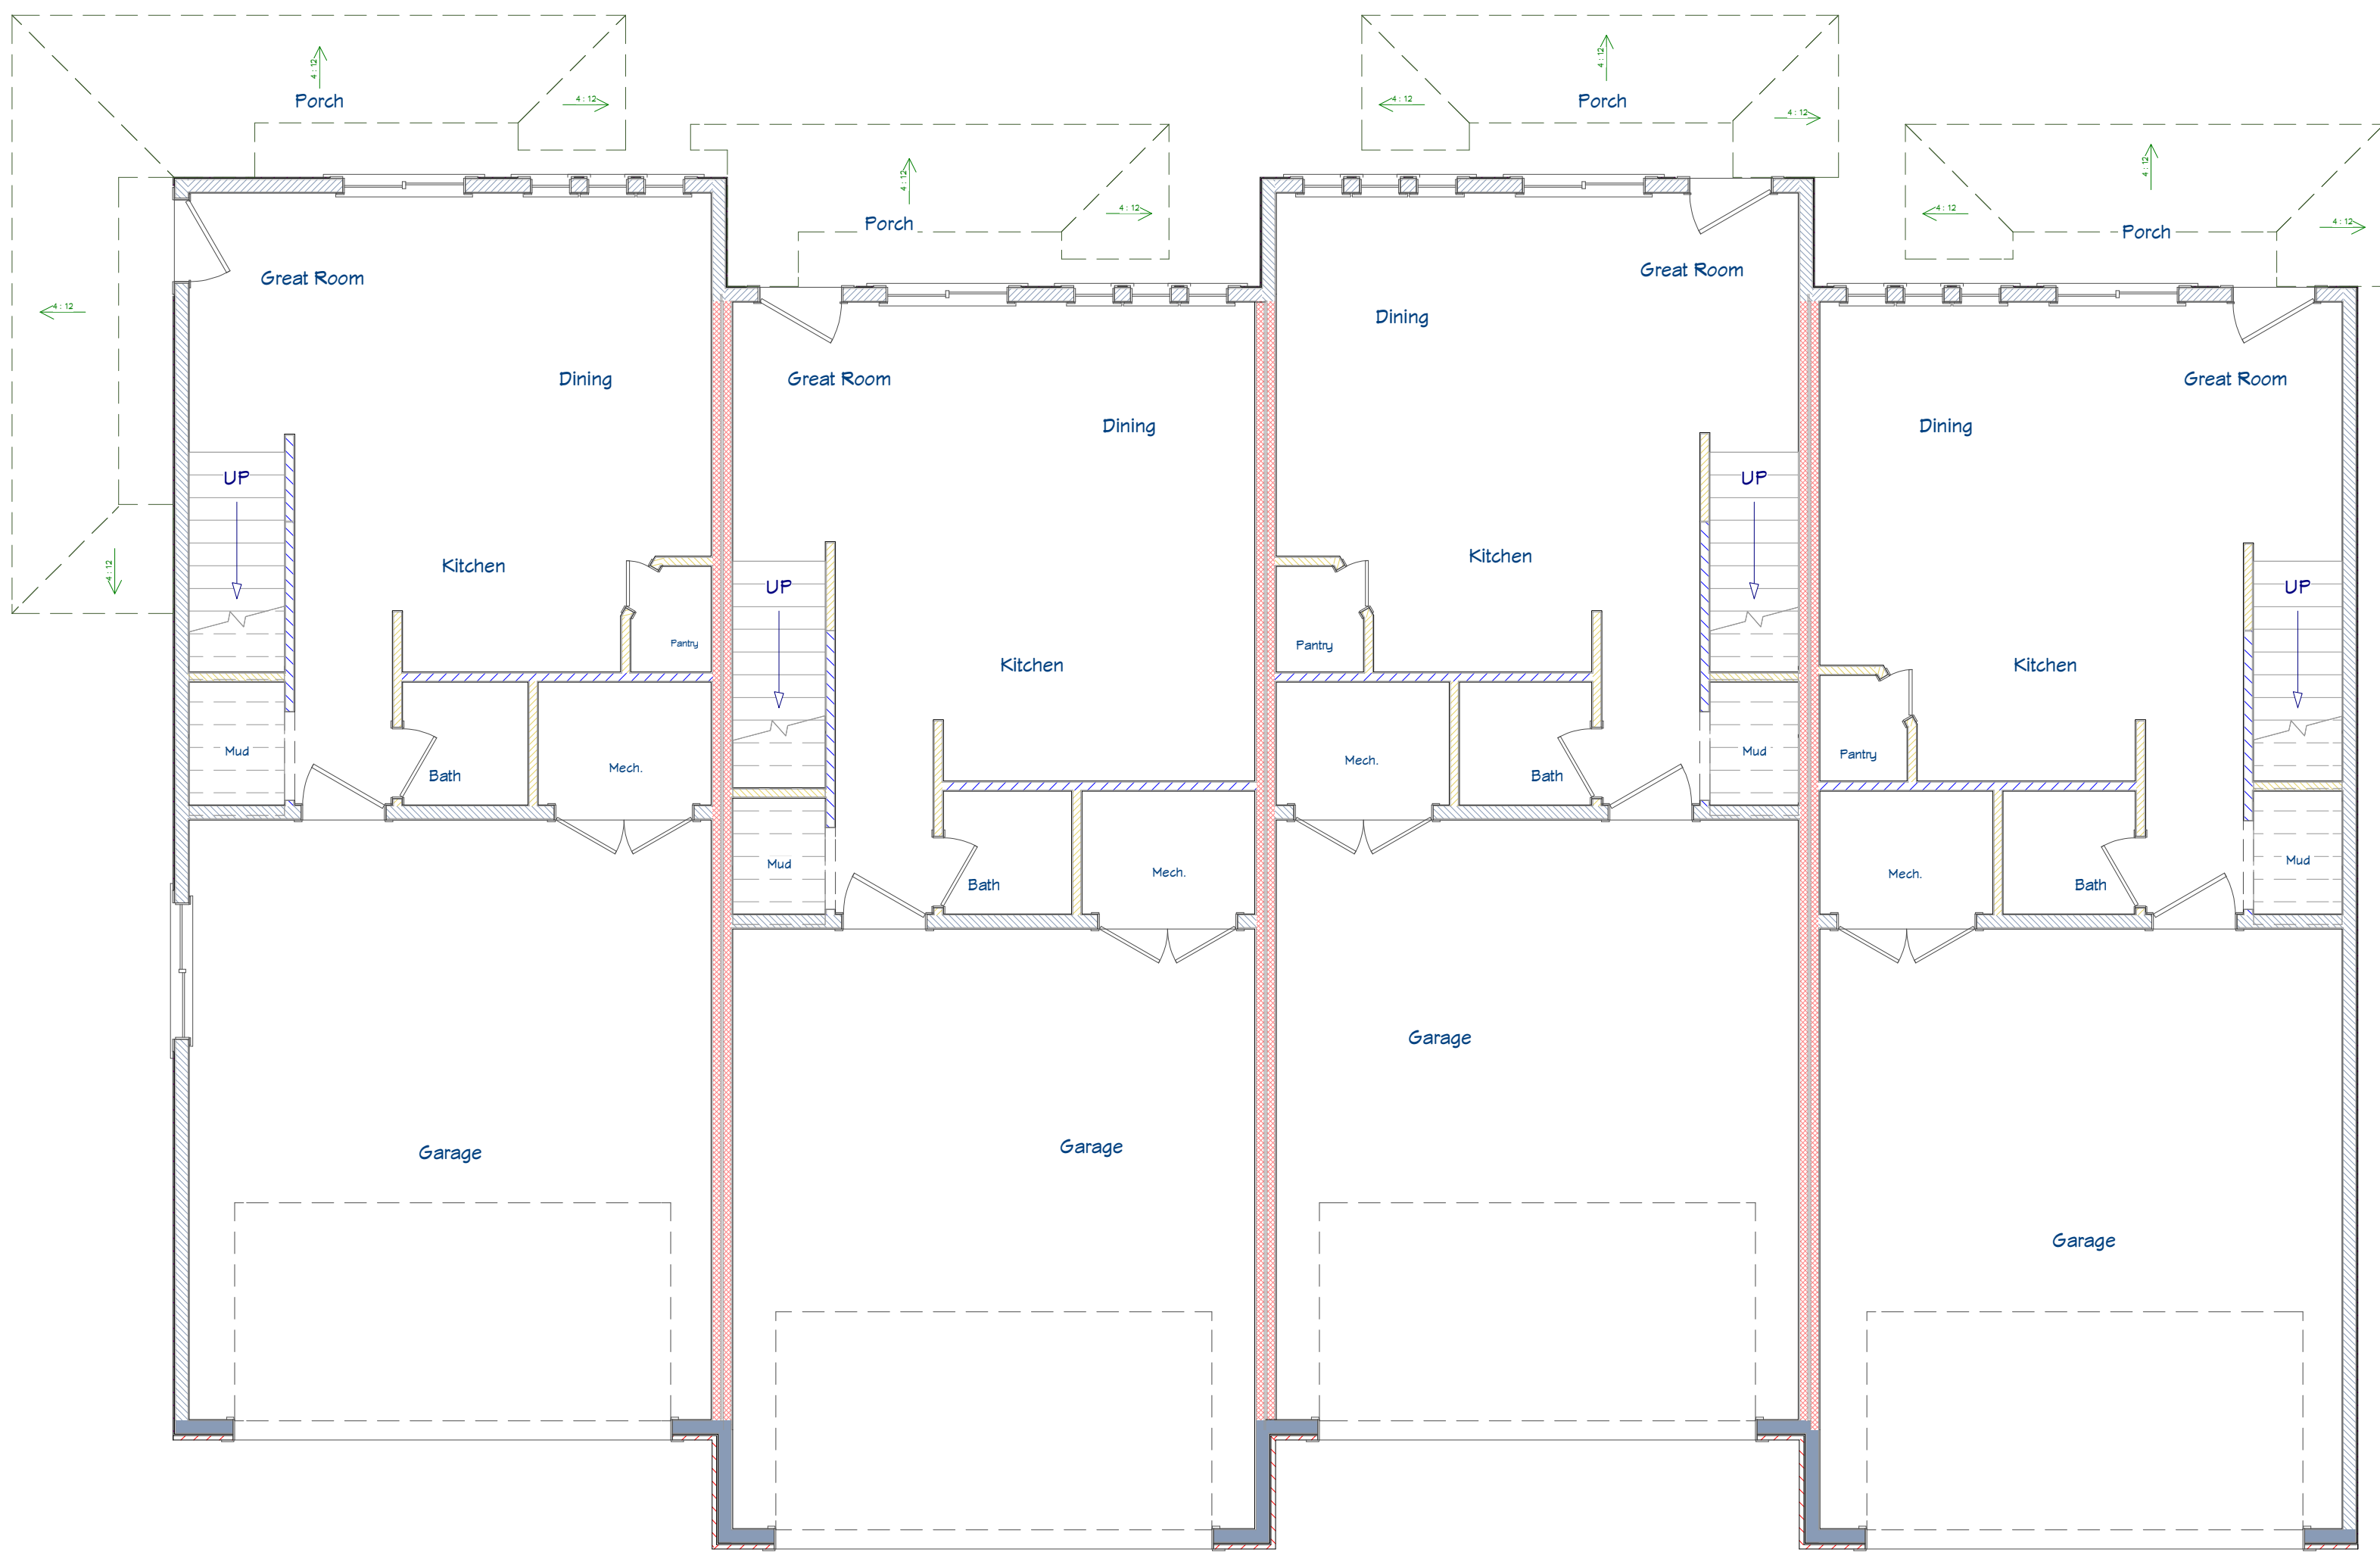 4 : 12
Porch
4 : 12
4 : 12
Porch
4 : 12
4 : 12
4 : 12
Porch
4 : 12
4 : 12
Porch
4 : 12
4 : 12
Great Room
Dining
UP
Kitchen
Pantry
Mud
Bath
Mech.
Garage
4 : 12
4 : 12
Great Room
Dining
UP
Kitchen
Mud
Bath
Mech.
Garage
Great Room
Dining
UP
Kitchen
Pantry
Mech.
Bath
Mud
Garage
Great Room
Dining
UP
Kitchen
Pantry
Mech.
Bath
Mud
Garage